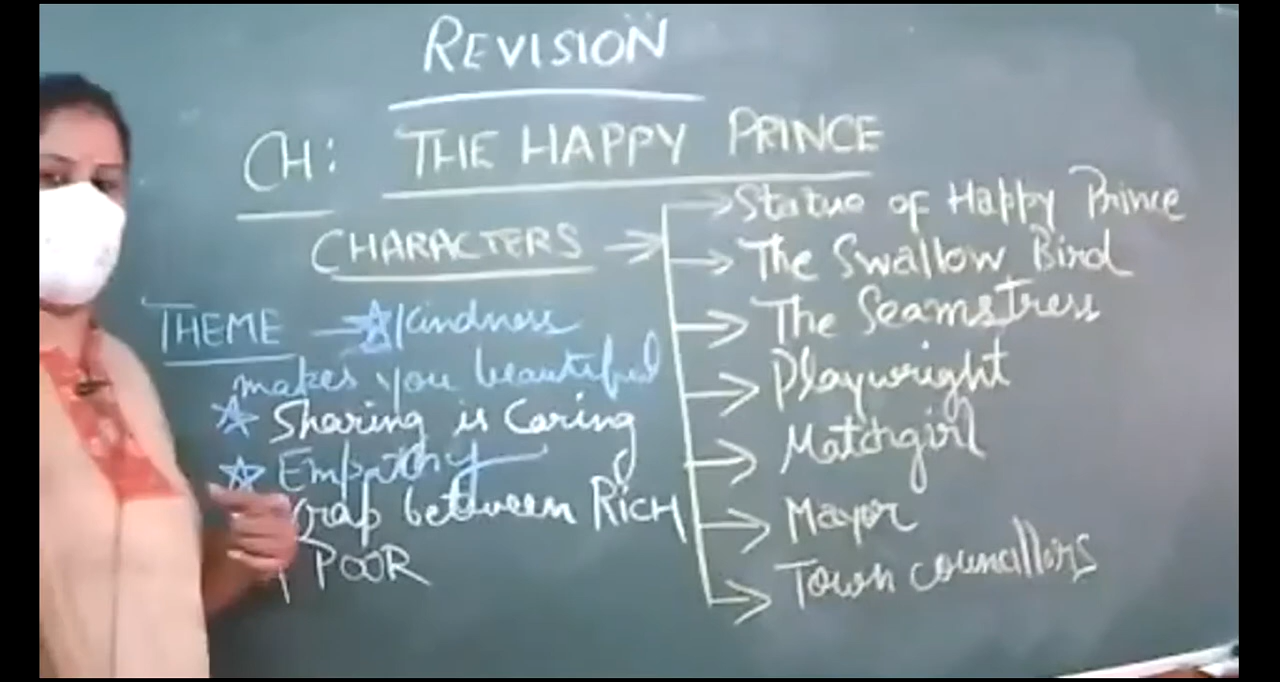 REVISION
CH: THE HAPPY PRINCE
CHARACTERS
Statue of Happy Prince
The Swallow Bird
The Seamstress
Playwright
Matchgirl
Mayor
Town councillors
THEME Kindness
makes you beautiful
Sharing is Caring
Empathy
Gap between RICH
POOR